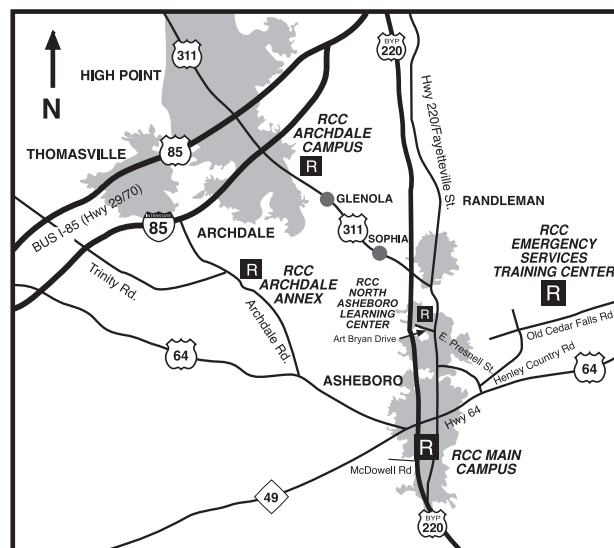 311
HIGH POINT
N
BYP
220
Hwy 220/Fayetteville St.
RCC
ARCHDALE
CAMPUS
R
THOMASVILLE
85
BUS I-85 (Hwy 29/70)
GLENOLA
RANDLEMAN
311
SOPHIA
INTERSTATE
85
ARCHDALE
Trinity Rd.
R
RCC
ARCHDALE
ANNEX
Archdale Rd.
RCC
NORTH
ASHEBORO
LEARNING
CENTER
R
Art Bryan Drive
E. Presnell St.
RCC
EMERGENCY
SERVICES
TRAINING CENTER
R
Old Cedar Falls Rd
Henley Country Rd
64
64
ASHEBORO
Hwy 64
R
RCC MAIN
CAMPUS
McDowell Rd
49
BYP
220